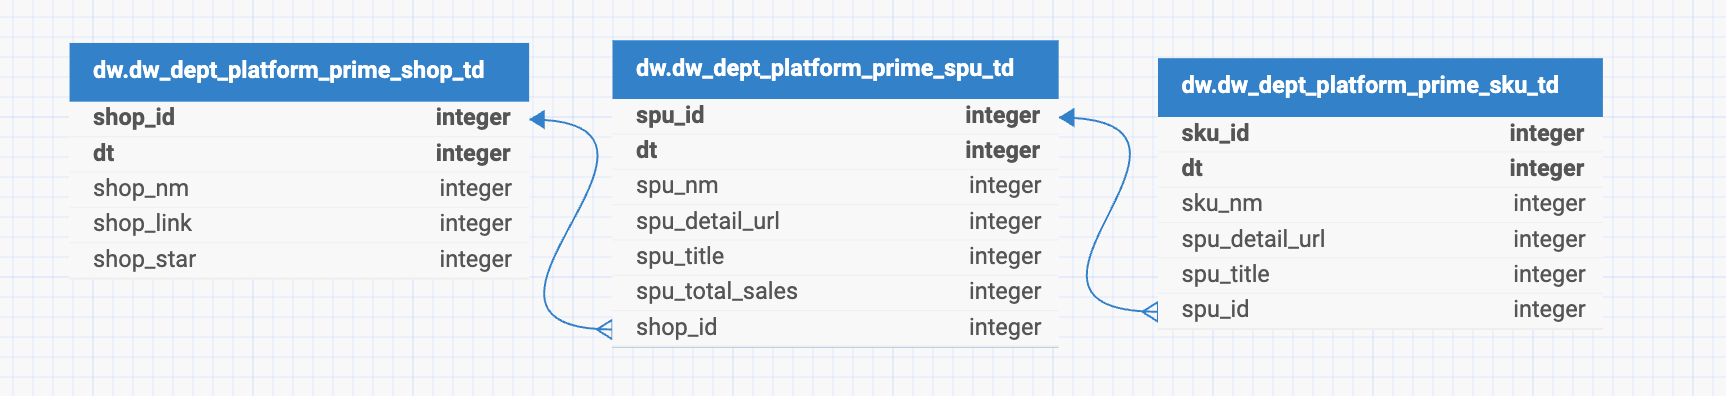 dw.dw_dept_platform_prime_shop_td
shop_id integer
dt integer
shop_nm integer
shop_link integer
shop_star integer
dw.dw_dept_platform_prime_spu_td
spu_id integer
dt integer
spu_nm integer
spu_detail_url integer
spu_title integer
spu_total_sales integer
shop_id integer
dw.dw_dept_platform_prime_sku_td
sku_id integer
dt integer
sku_nm integer
spu_detail_url integer
spu_title integer
spu_id integer